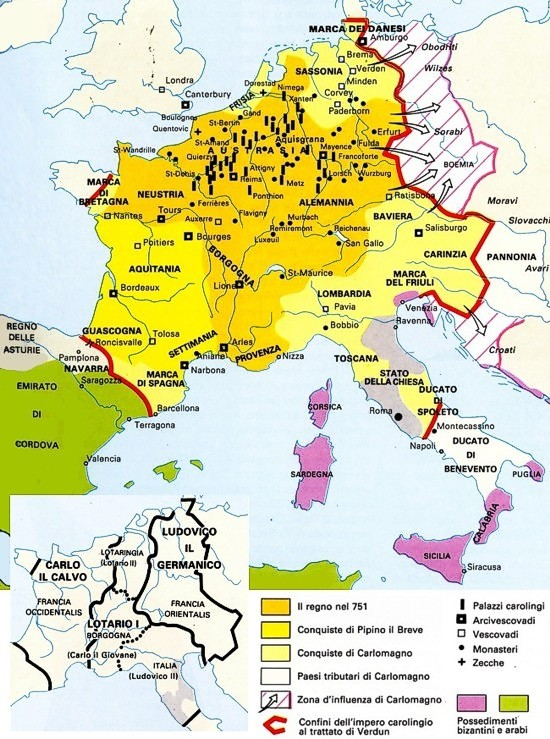 MARCA DEI DANESI
Amburgo
Oboditi
Wilzes
Brema
Verden
SASSONIA
Minden
Corvey
Paderborn
Londra
Canterbury
Dorestad
Nimega
FRISIA
Xanten
Boulogne
Quentovic
Gand
St-Bertin
Erfurt
Sorabi
Aquisgrana
St-Amand
AUSTRASIA
Fulda
St-Wandrille
Quierzy
Mayence
Francoforte
BOEMIA
St-Denis
Attigny
Reims
Lorsch
Wurzburg
Metz
Ponthion
MARCA
DI
BRETAGNA
NEUSTRIA
Ferrières
ALEMANNIA
Ratisbona
Moravi
Nantes
Tours
Auxerre
Flavigny
Murbach
Remiremont
Reichenau
BAVIERA
Slovacchi
Luxeuil
Salisburgo
Poitiers
Bourges
San Gallo
CARINZIA
PANNONIA
BORGOGNA
Avari
AQUITANIA
St-Maurice
MARCA
DEL FRIULI
Lione
LOMBARDIA
Bordeaux
Pavia
Venezia
Bobbio
Ravenna
GUASCOGNA
REGNO
DELLE
ASTURIE
Roncisvalle
Tolosa
SETTIMANIA
Arles
Croati
Aniane
PROVENZA
Nizza
TOSCANA
Pamplona
NAVARRA
Narbona
MARCA
DI SPAGNA
STATO
DELLA CHIESA
Saragozza
DUCATO
DI
SPOLETO
EMIRATO
DI
CORDOVA
Barcellona
Terragona
CORSICA
Roma
Montecassino
Napoli
DUCATO
DI
BENEVENTO
Valencia
SARDEGNA
PUGLIA
CALABRIA
SICILIA
Siracusa
LUDOVICO
IL
GERMANICO
CARLO
IL CALVO
LOTARINGIA
(Lotario II)
FRANCIA
OCCIDENTALIS
FRANCIA
ORIENTALIS
LOTARIO I
BORGOGNA
(Carlo il Giovane)
ITALIA
(Ludovico II)
Il regno nel 751
Conquiste di Pipino il Breve
Conquiste di Carlomagno
Paesi tributari di Carlomagno
Zona d'influenza di Carlomagno
Confini dell'impero carolingio
al trattato di Verdun
Palazzi carolingi
Arcivescovadi
Vescovadi
Monasteri
Zecche
Possedimenti
bizantini e arabi